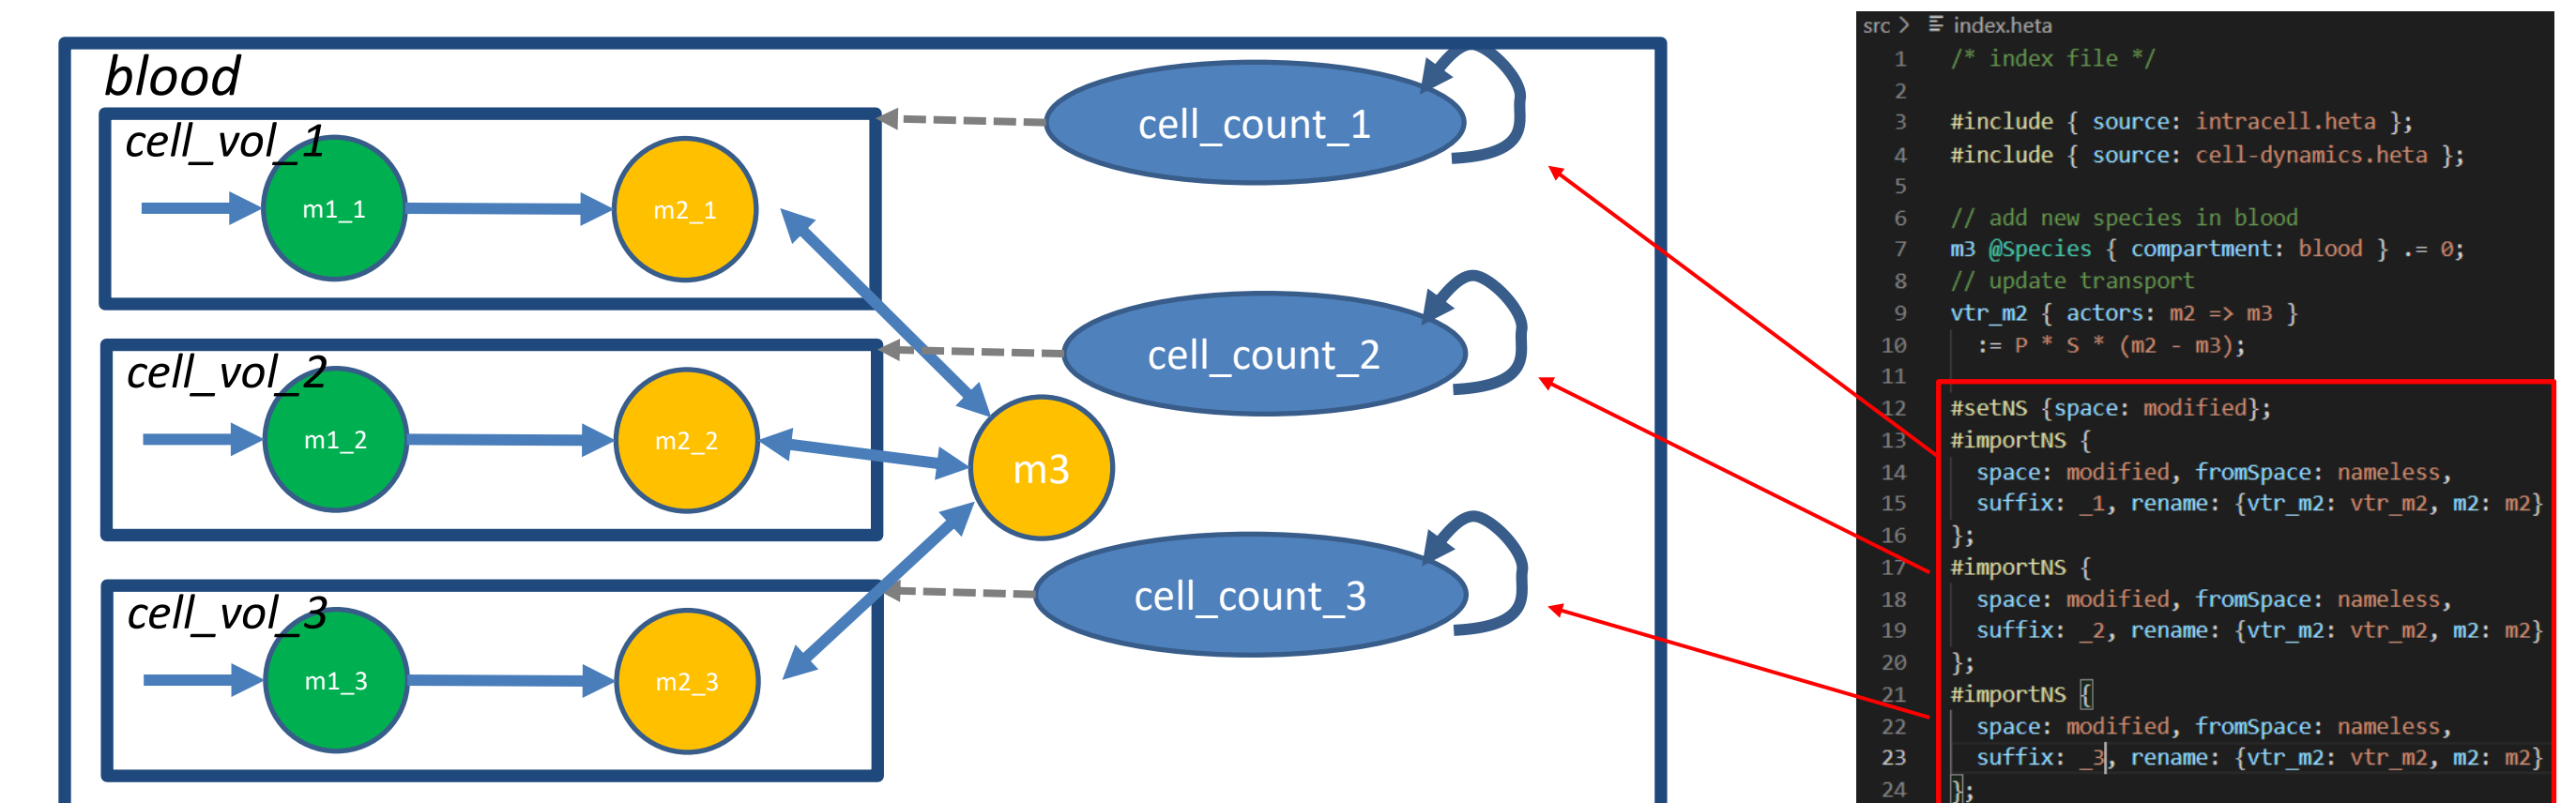 blood
cell_vol_1
m1_1
m2_1
cell_count_1
cell_vol_2
m1_2
m2_2
cell_count_2
m3
cell_vol_3
m1_3
m2_3
cell_count_3
src > index.heta
1 /* index file */
2
3 #include { source: intracell.heta };
4 #include { source: cell-dynamics.heta };
5
6 // add new species in blood
7 m3 @Species { compartment: blood } .= 0;
8 // update transport
9 vtr_m2 { actors: m2 => m3 }
10 := P * S * (m2 - m3);
11
12 #setNS {space: modified};
13 #importNS {
14 space: modified, fromSpace: nameless,
15 suffix: _1, rename: {vtr_m2: vtr_m2, m2: m2}
16 };
17 #importNS {
18 space: modified, fromSpace: nameless,
19 suffix: _2, rename: {vtr_m2: vtr_m2, m2: m2}
20 };
21 #importNS {
22 space: modified, fromSpace: nameless,
23 suffix: _3, rename: {vtr_m2: vtr_m2, m2: m2}
24 };